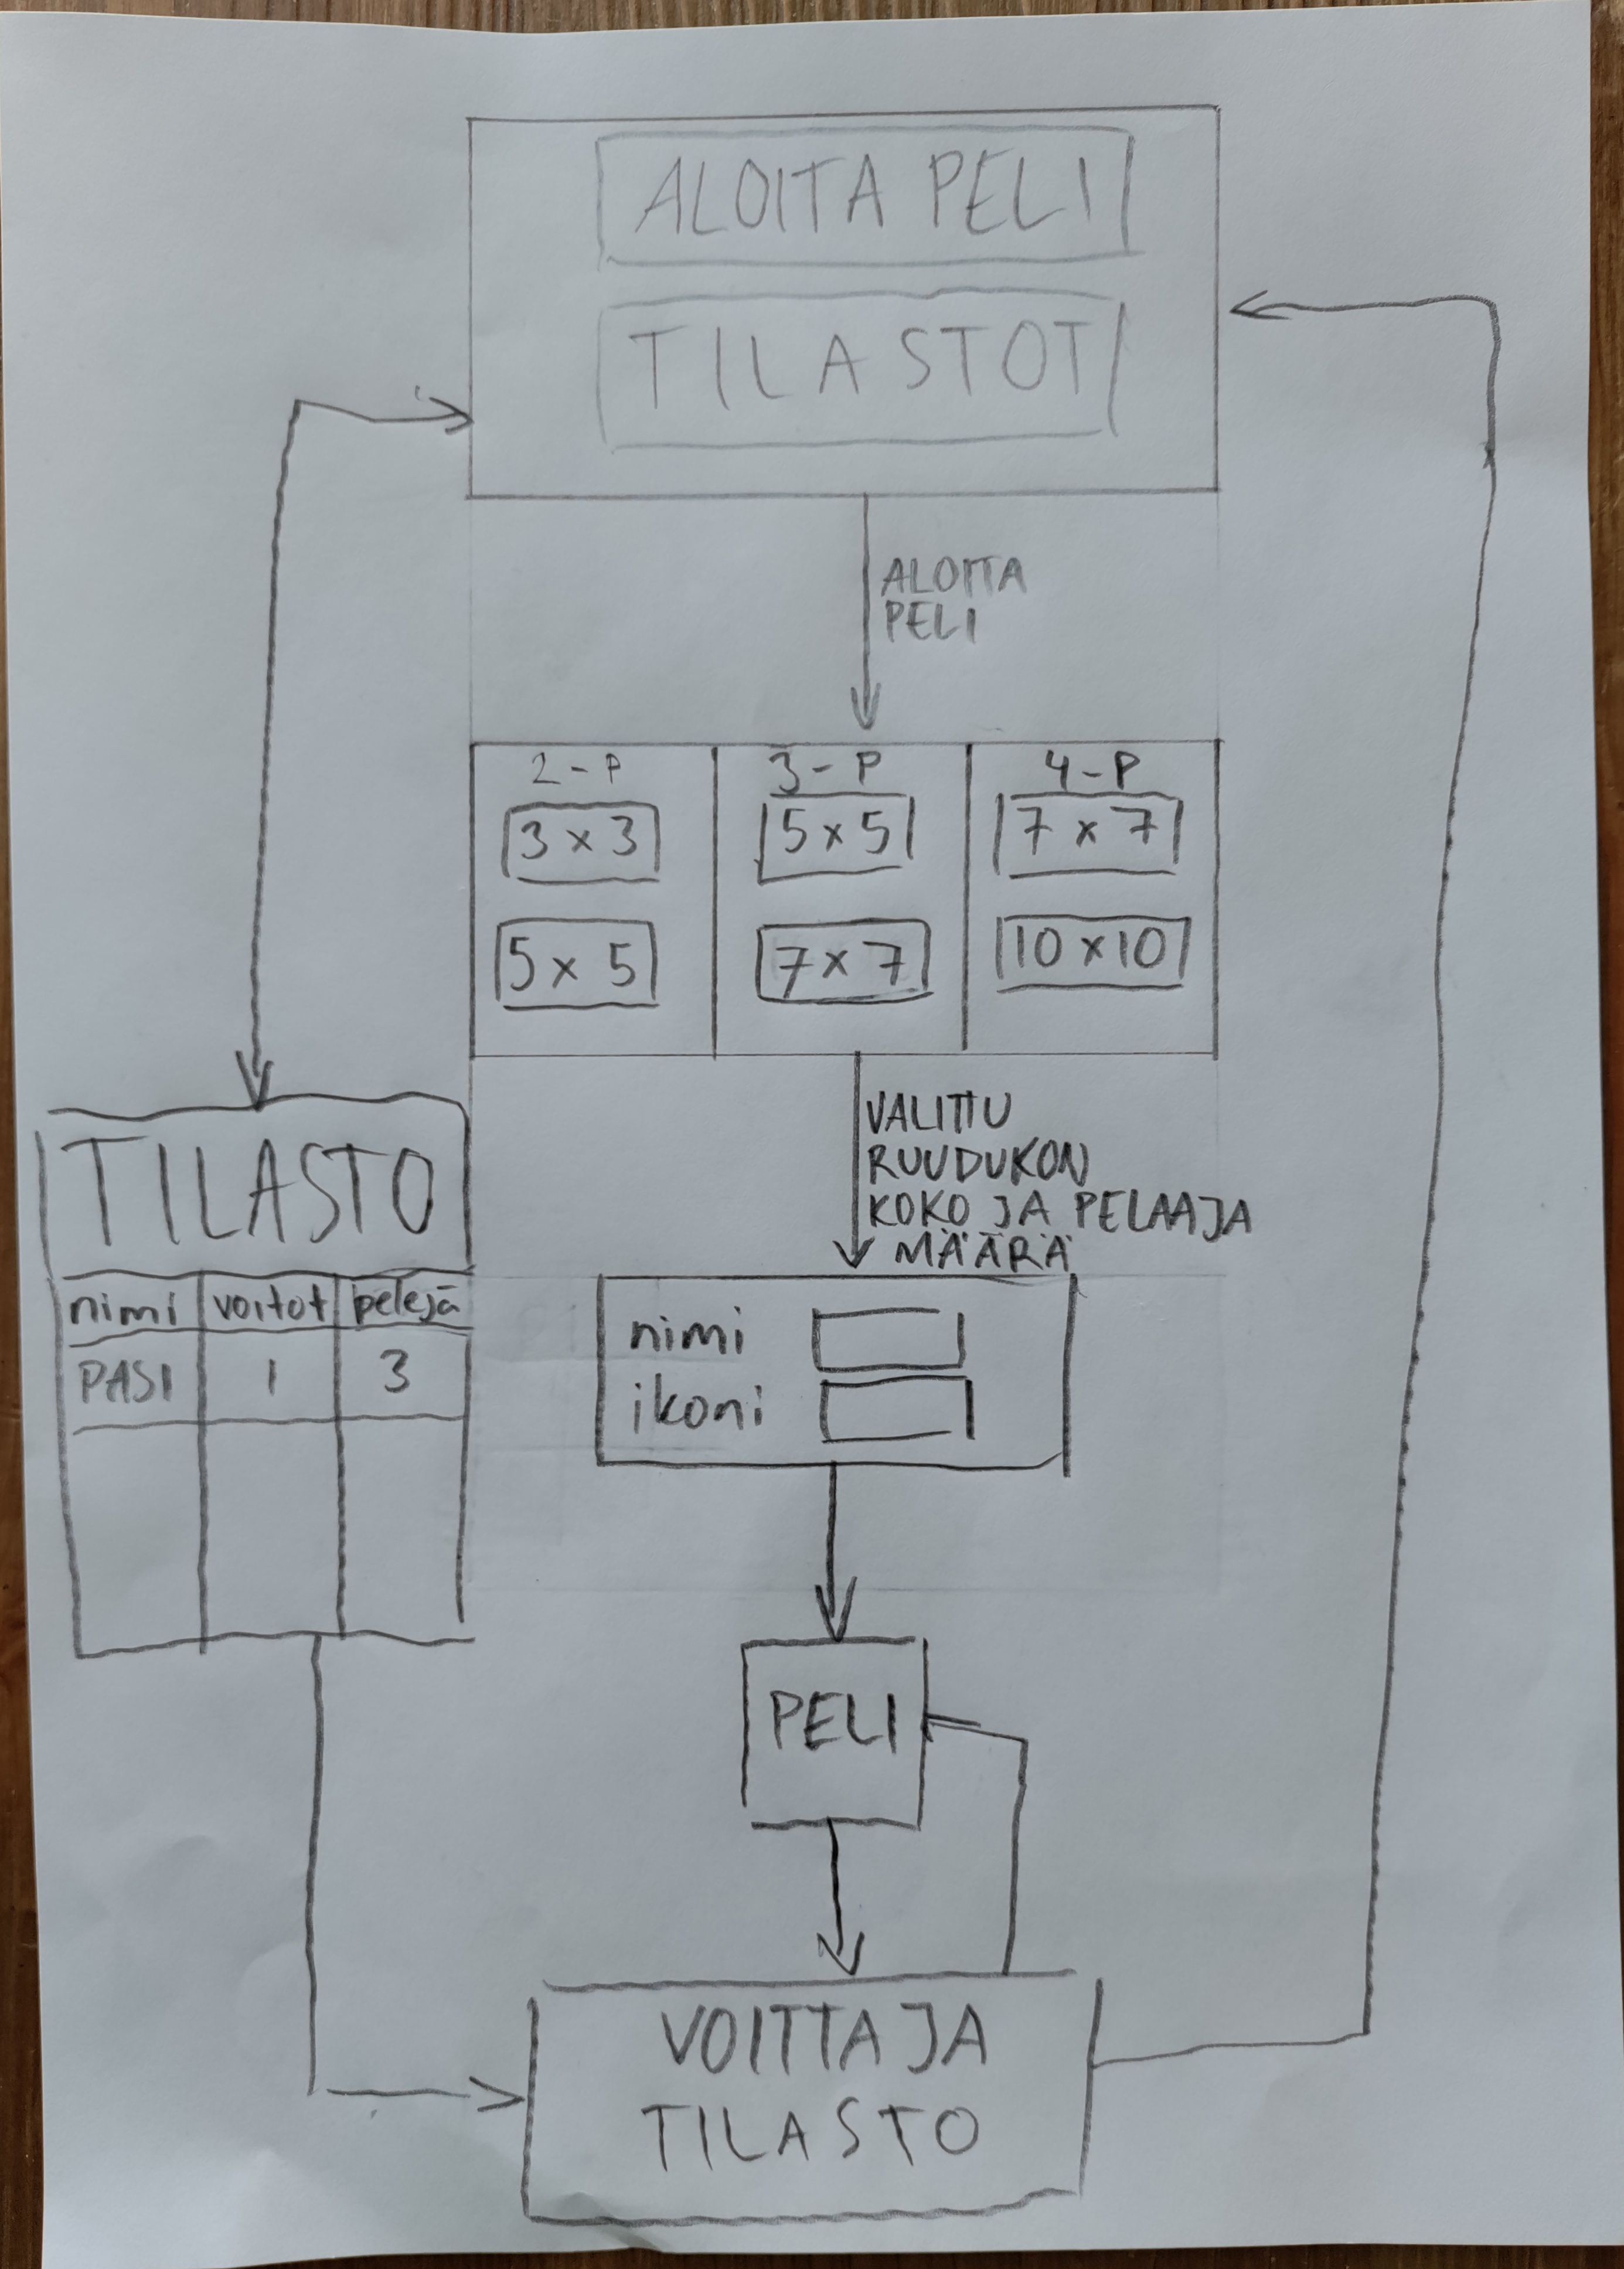 ALOITA PELI
TILASTOT
ALOITA
PELI
2-P
3 x 3
5 x 5
3-P
5 x 5
7 x 7
4-P
7 x 7
10 x 10
VALITTU
RUUDUKON
KOKO JA PELAAJA
MÄÄRÄ
TILASTO
nimi voitot pelejä
PASI 1 3
nimi
ikoni
PELI
VOITTAJA
TILASTO